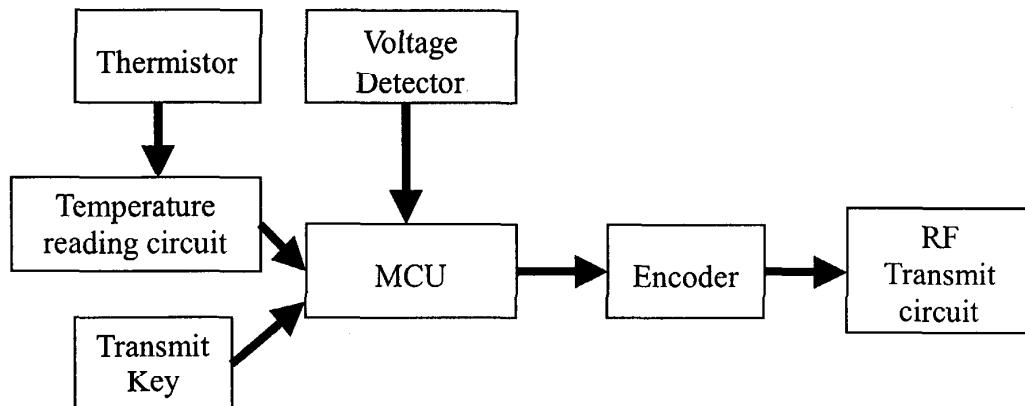 Thermistor
Voltage
Detector
Temperature
reading circuit
MCU
Encoder
RF
Transmit
circuit
Transmit
Key